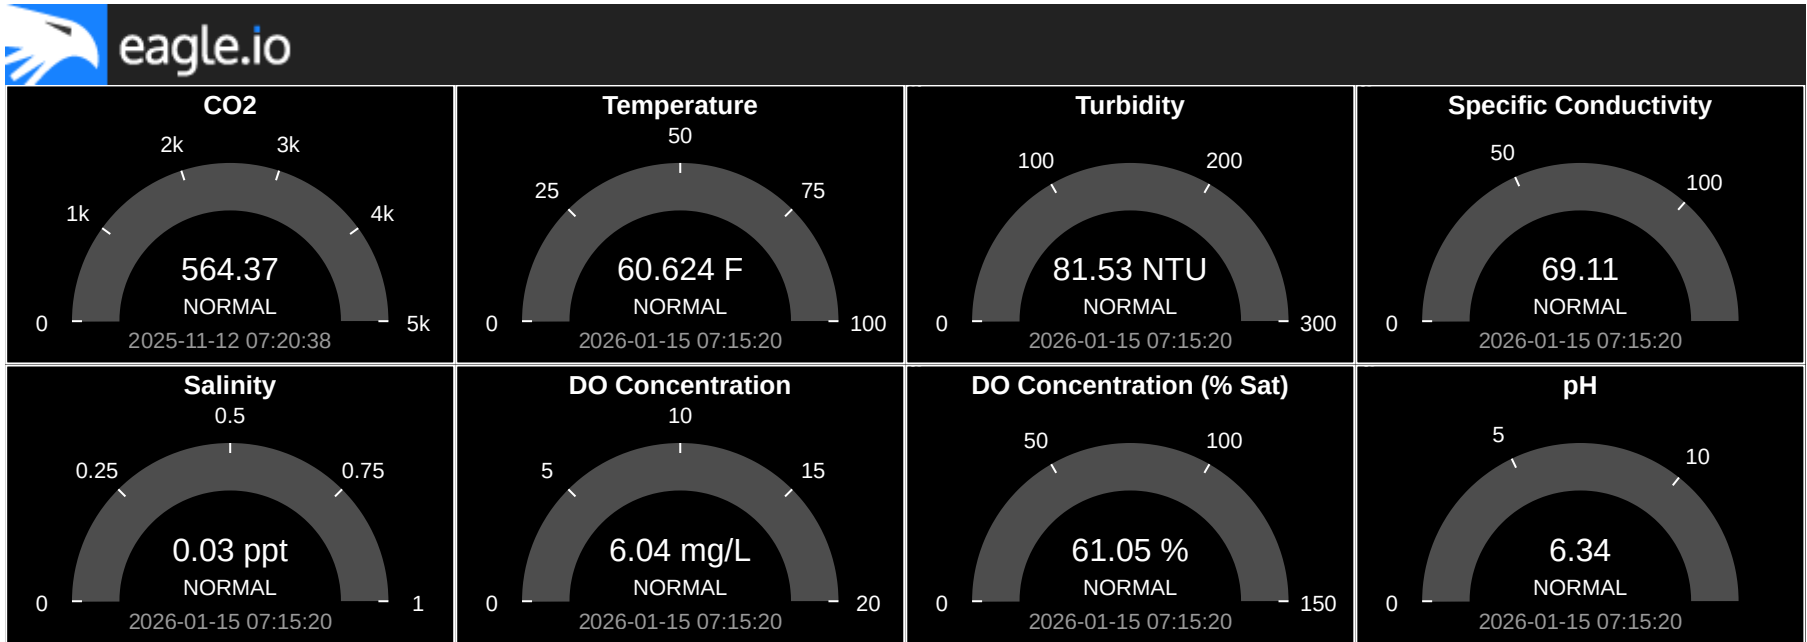 eagle.io
CO2
2k
3k
1k
4k
0
5k
564.37
NORMAL
2025-11-12 07:20:38
Temperature
50
25
75
0
100
60.624 F
NORMAL
2026-01-15 07:15:20
Turbidity
100
200
0
300
81.53 NTU
NORMAL
2026-01-15 07:15:20
Specific Conductivity
50
100
0
69.11
NORMAL
2026-01-15 07:15:20
Salinity
0.5
0.25
0.75
0
1
0.03 ppt
NORMAL
2026-01-15 07:15:20
DO Concentration
10
5
15
0
20
6.04 mg/L
NORMAL
2026-01-15 07:15:20
DO Concentration (% Sat)
50
100
0
150
61.05 %
NORMAL
2026-01-15 07:15:20
pH
5
10
0
6.34
NORMAL
2026-01-15 07:15:20